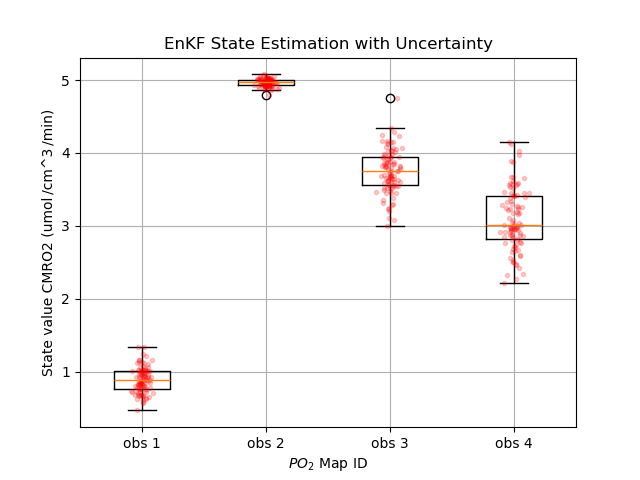 EnKF State Estimation with Uncertainty
State value CMRO2 (umol /cm^3 /min)
5
4
3
2
1
obs 1 obs 2 obs 3 obs 4
PO₂ Map ID